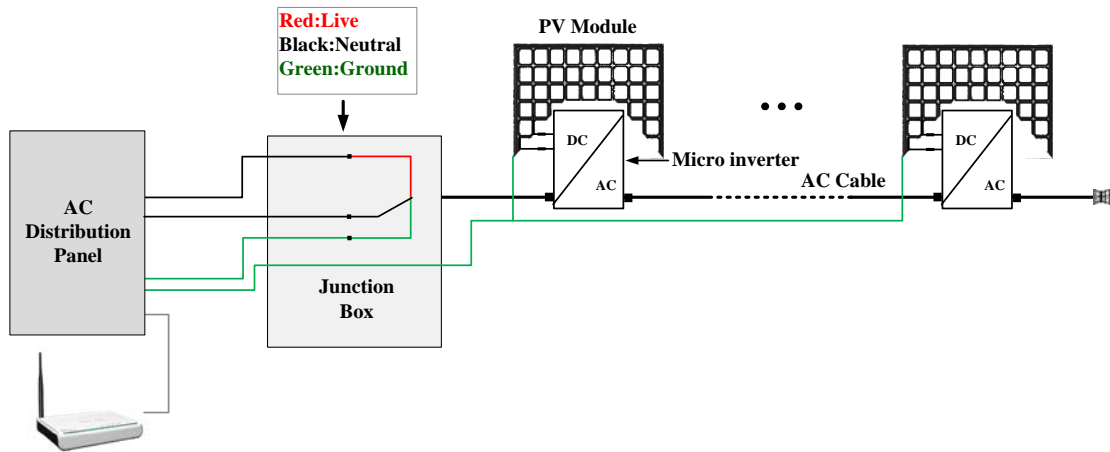 Red:Live
Black:Neutral
Green:Ground
PV Module
DC
AC
Micro inverter
AC Cable
DC
AC
AC
Distribution
Panel
Junction
Box